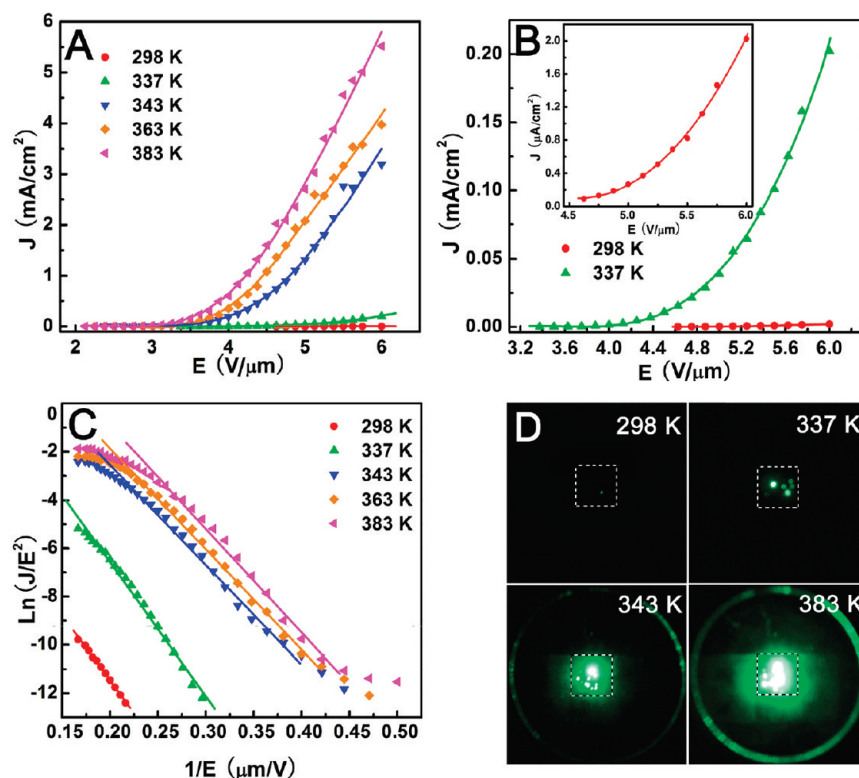 A
298 K
337 K
343 K
363 K
383 K
J (mA/cm²)
6
5
4
3
2
1
0
2 3 4 5 6
E (V/μm)
B
J (mA/cm²)
0.20
0.15
0.10
0.05
0.00
3.2 3.6 4.0 4.4 4.8 5.2 5.6 6.0
E (V/μm)
J (μA/cm²)
2.0
1.6
1.2
0.8
0.4
0.0
4.5 5.0 5.5 6.0
E (V/μm)
298 K
337 K
C
298 K
337 K
343 K
363 K
383 K
Ln (J/E²)
0
-2
-4
-6
-8
-10
-12
0.15 0.20 0.25 0.30 0.35 0.40 0.45 0.50
1/E (μm/V)
D
298 K
337 K
343 K
383 K